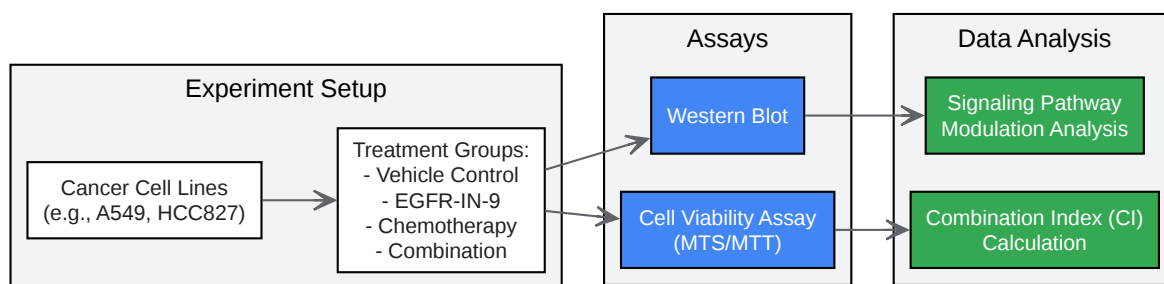 Experiment Setup
Cancer Cell Lines
(e.g., A549, HCC827)
Treatment Groups:
- Vehicle Control
- EGFR-IN-9
- Chemotherapy
- Combination
Assays
Western Blot
Cell Viability Assay
(MTS/MTT)
Data Analysis
Signaling Pathway
Modulation Analysis
Combination Index (CI)
Calculation